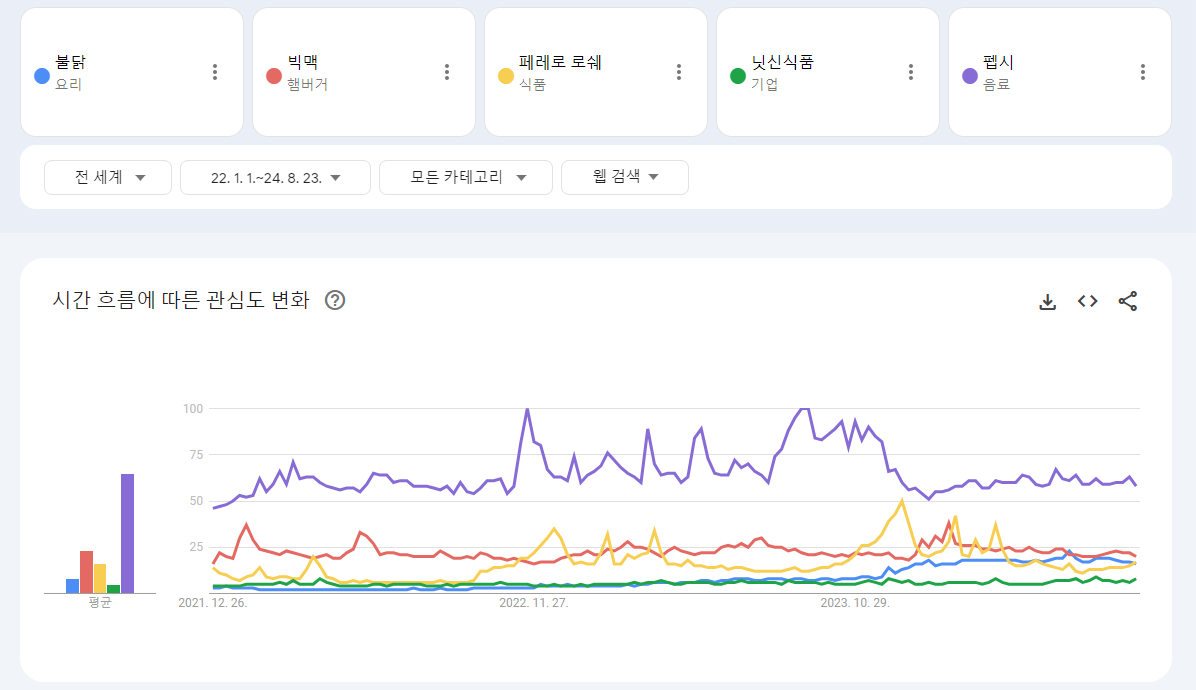 불닭
요리
빅맥
햄버거
페레로 로쉐
식품
닛신식품
기업
펩시
음료
전 세계
22. 1. 1.~24. 8. 23.
모든 카테고리
웹 검색
시간 흐름에 따른 관심도 변화
?
100
75
50
25
평균
2021. 12. 26.
2022. 11. 27.
2023. 10. 29.